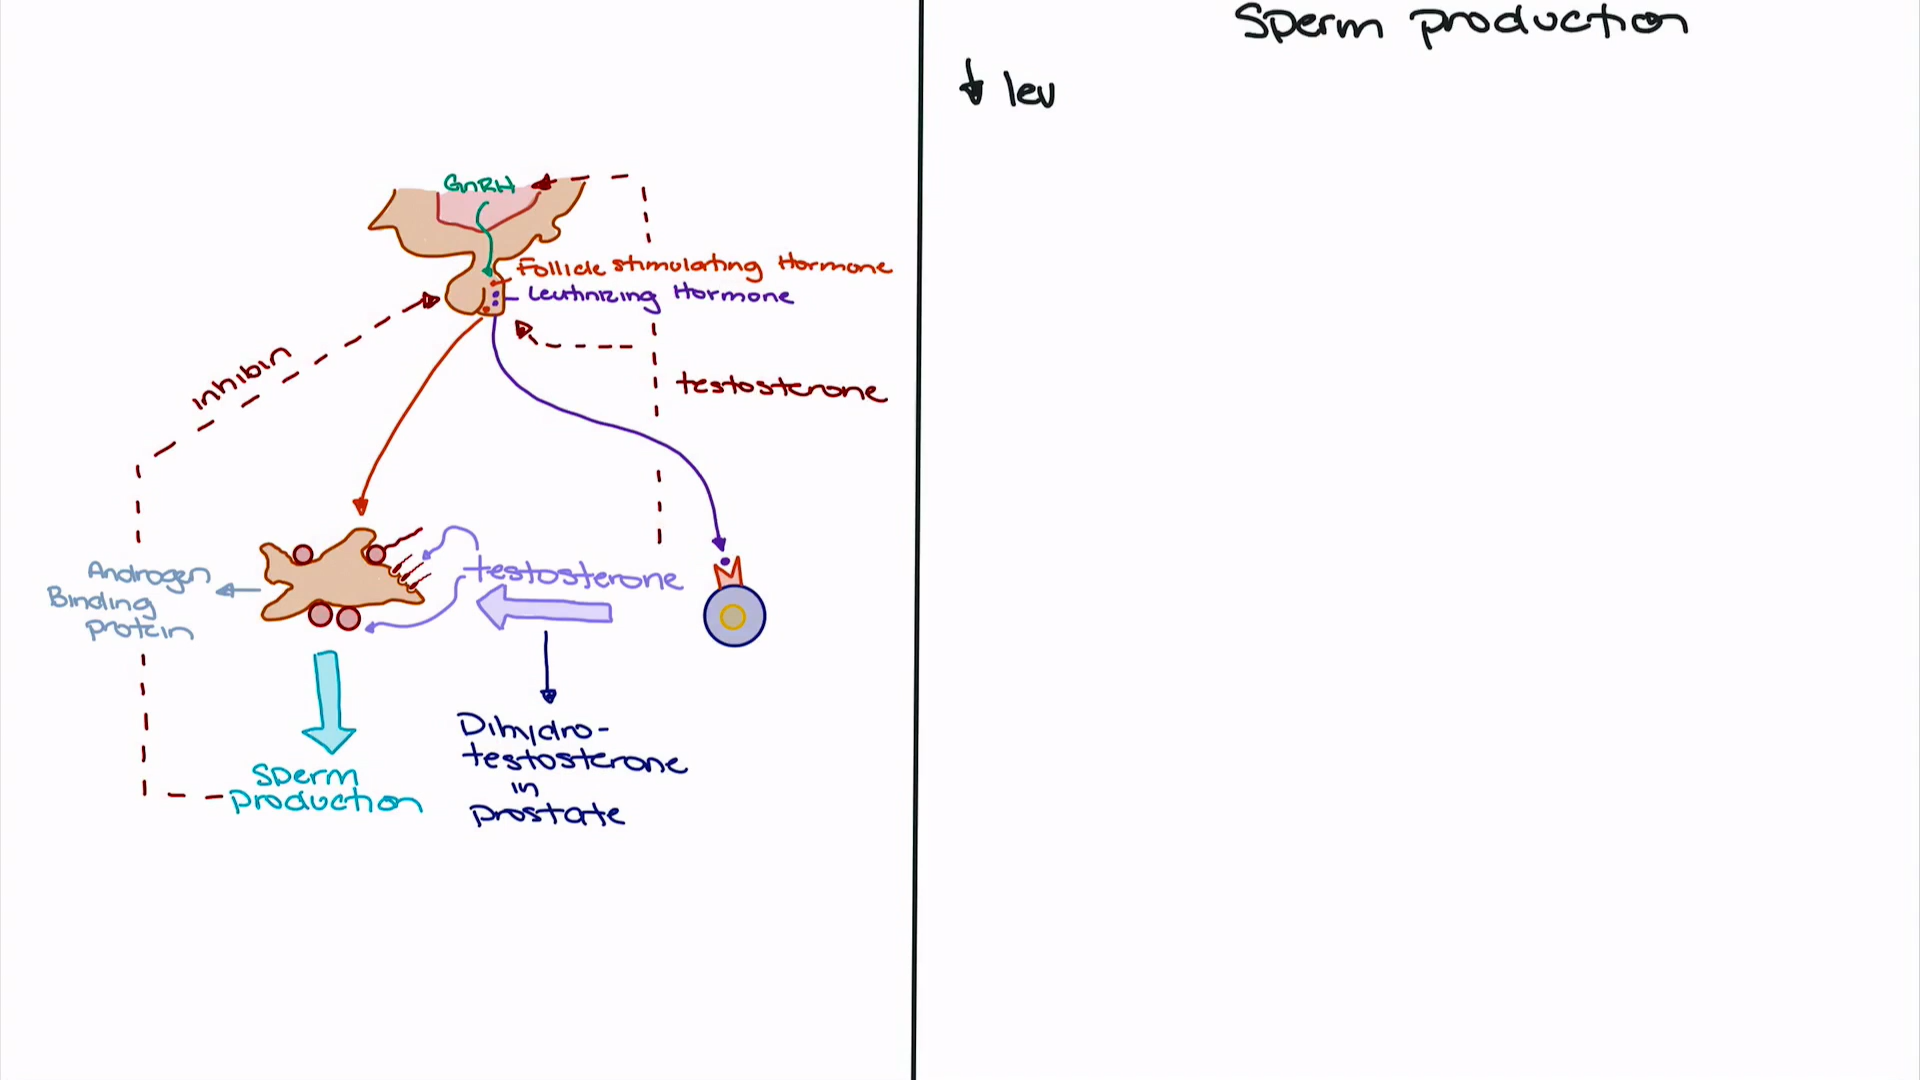 Sperm production
↓ lev
GnRH
Follicle stimulating Hormone
Leutinizing Hormone
inhibin
testosterone
Androgen
Binding
protein
testosterone
Dihydro-
testosterone
in
prostate
Sperm
production